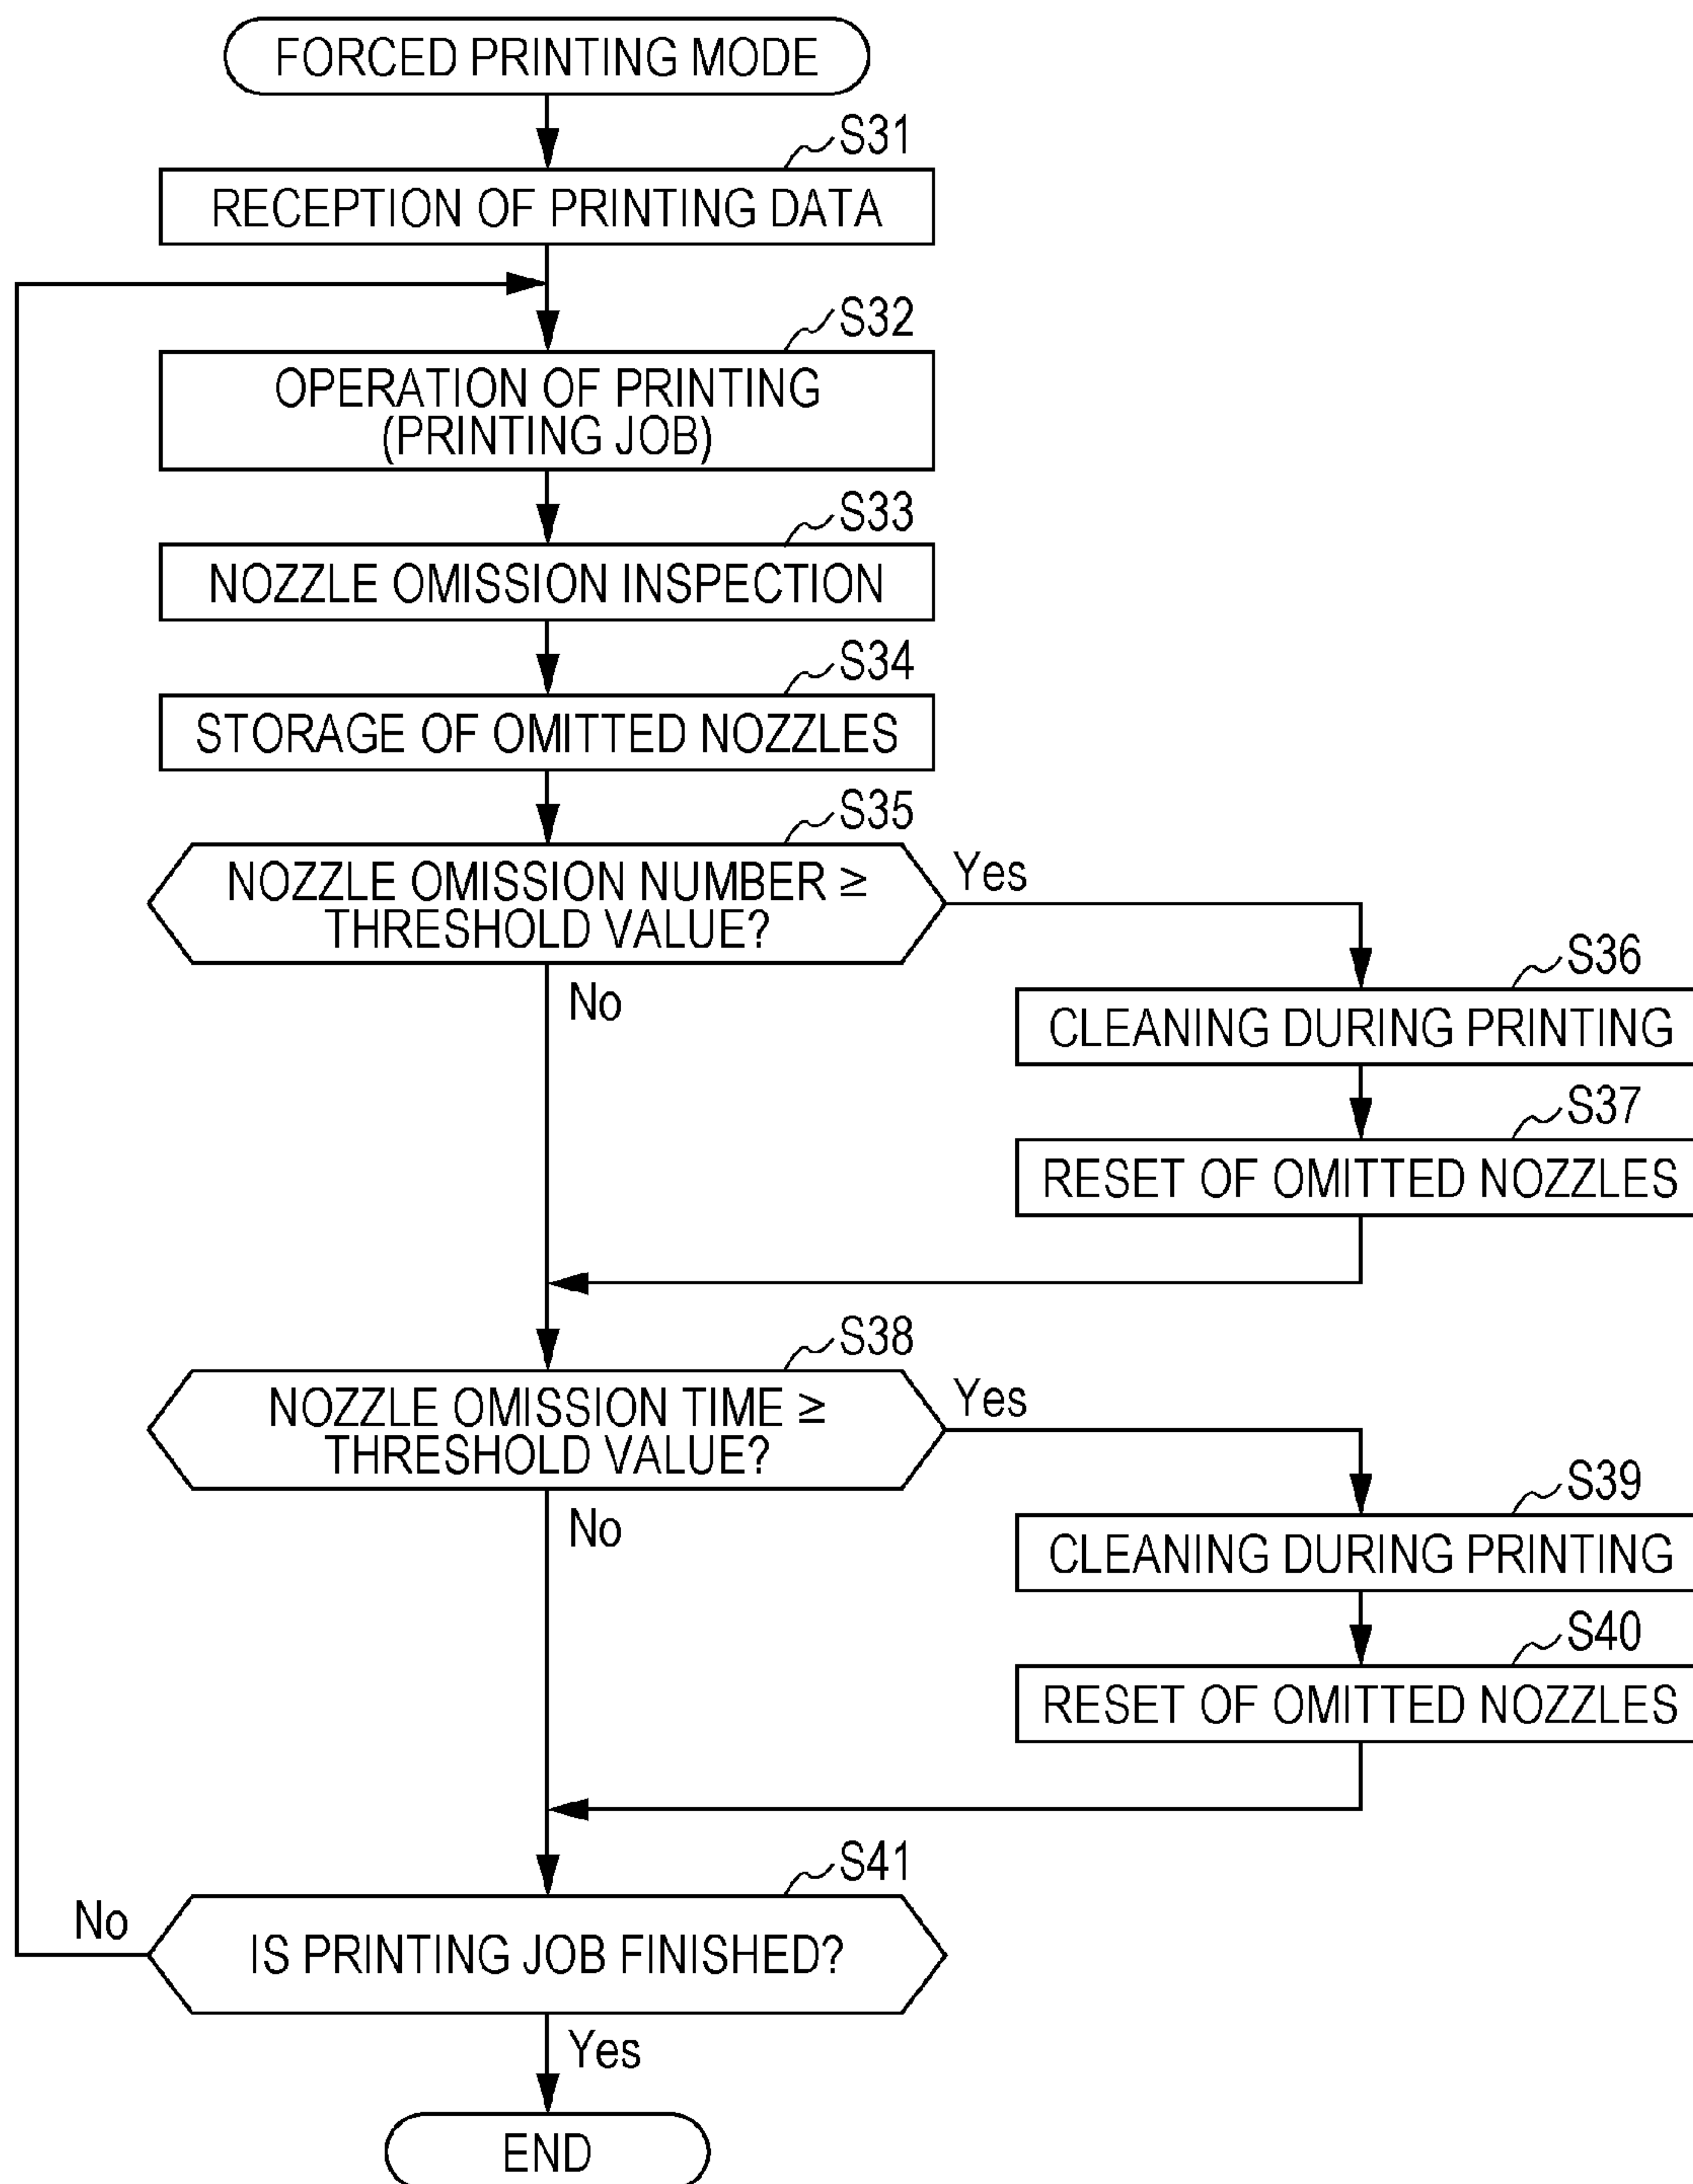 FORCED PRINTING MODE
S31
RECEPTION OF PRINTING DATA
S32
OPERATION OF PRINTING
(PRINTING JOB)
S33
NOZZLE OMISSION INSPECTION
S34
STORAGE OF OMITTED NOZZLES
S35
NOZZLE OMISSION NUMBER ≥
THRESHOLD VALUE?
Yes
No
S36
CLEANING DURING PRINTING
S37
RESET OF OMITTED NOZZLES
S38
NOZZLE OMISSION TIME ≥
THRESHOLD VALUE?
Yes
No
S39
CLEANING DURING PRINTING
S40
RESET OF OMITTED NOZZLES
S41
No
IS PRINTING JOB FINISHED?
Yes
END